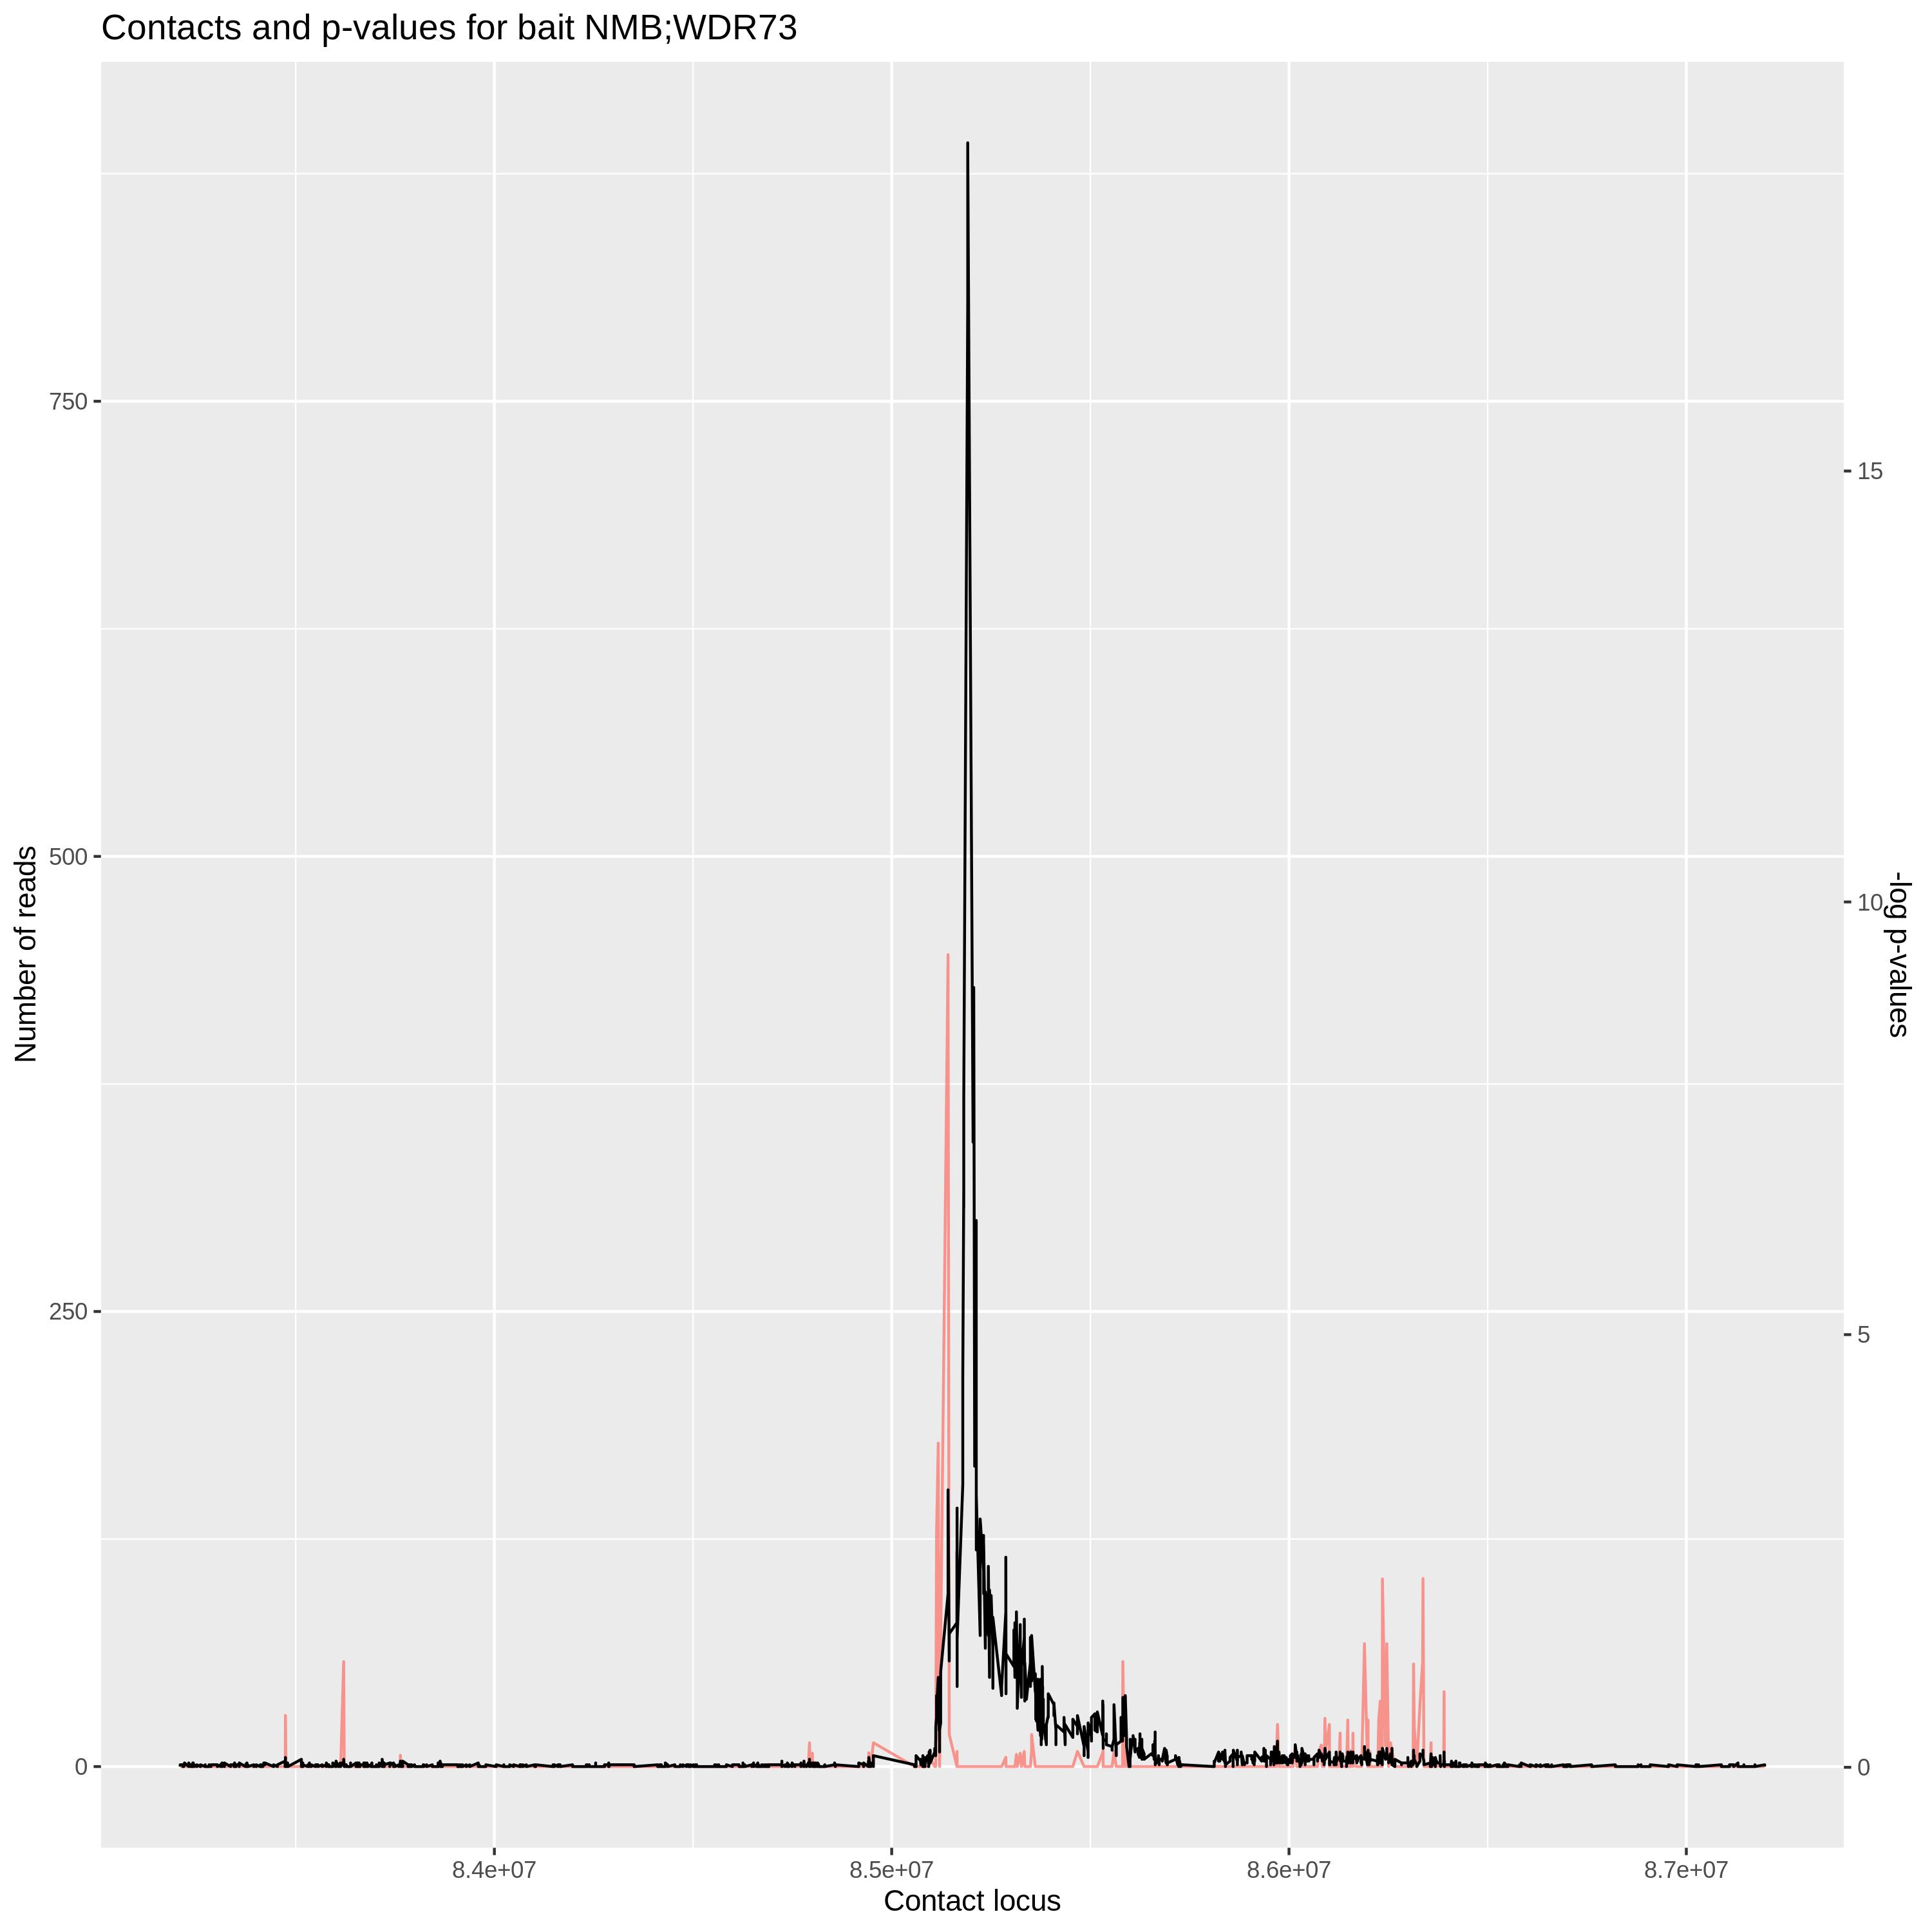 Contacts and p-values for bait NMB;WDR73
750
500
250
0
Number of reads
15
10
5
0
-log p-values
8.4e+07
8.5e+07
8.6e+07
8.7e+07
Contact locus